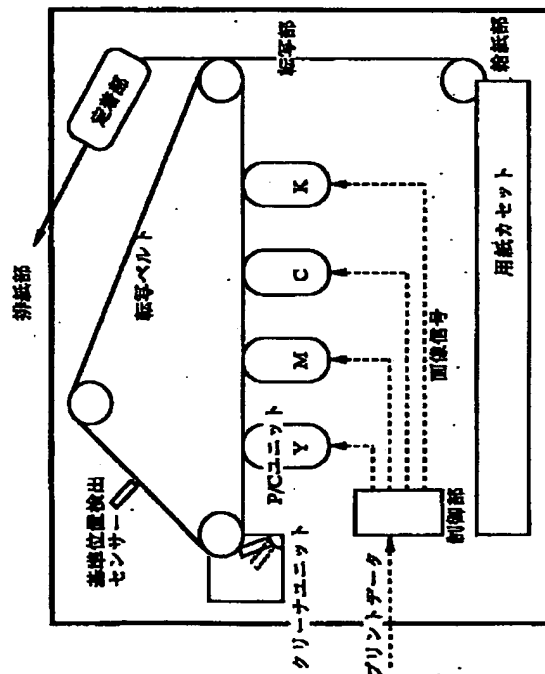 排紙部
定着部
転写部
転写ベルト
基準位置検出
センサー
P/Cユニット
Y
M
C
K
クリーナユニット
画像信号
制御部
プリントデータ
給紙部
用紙カセット